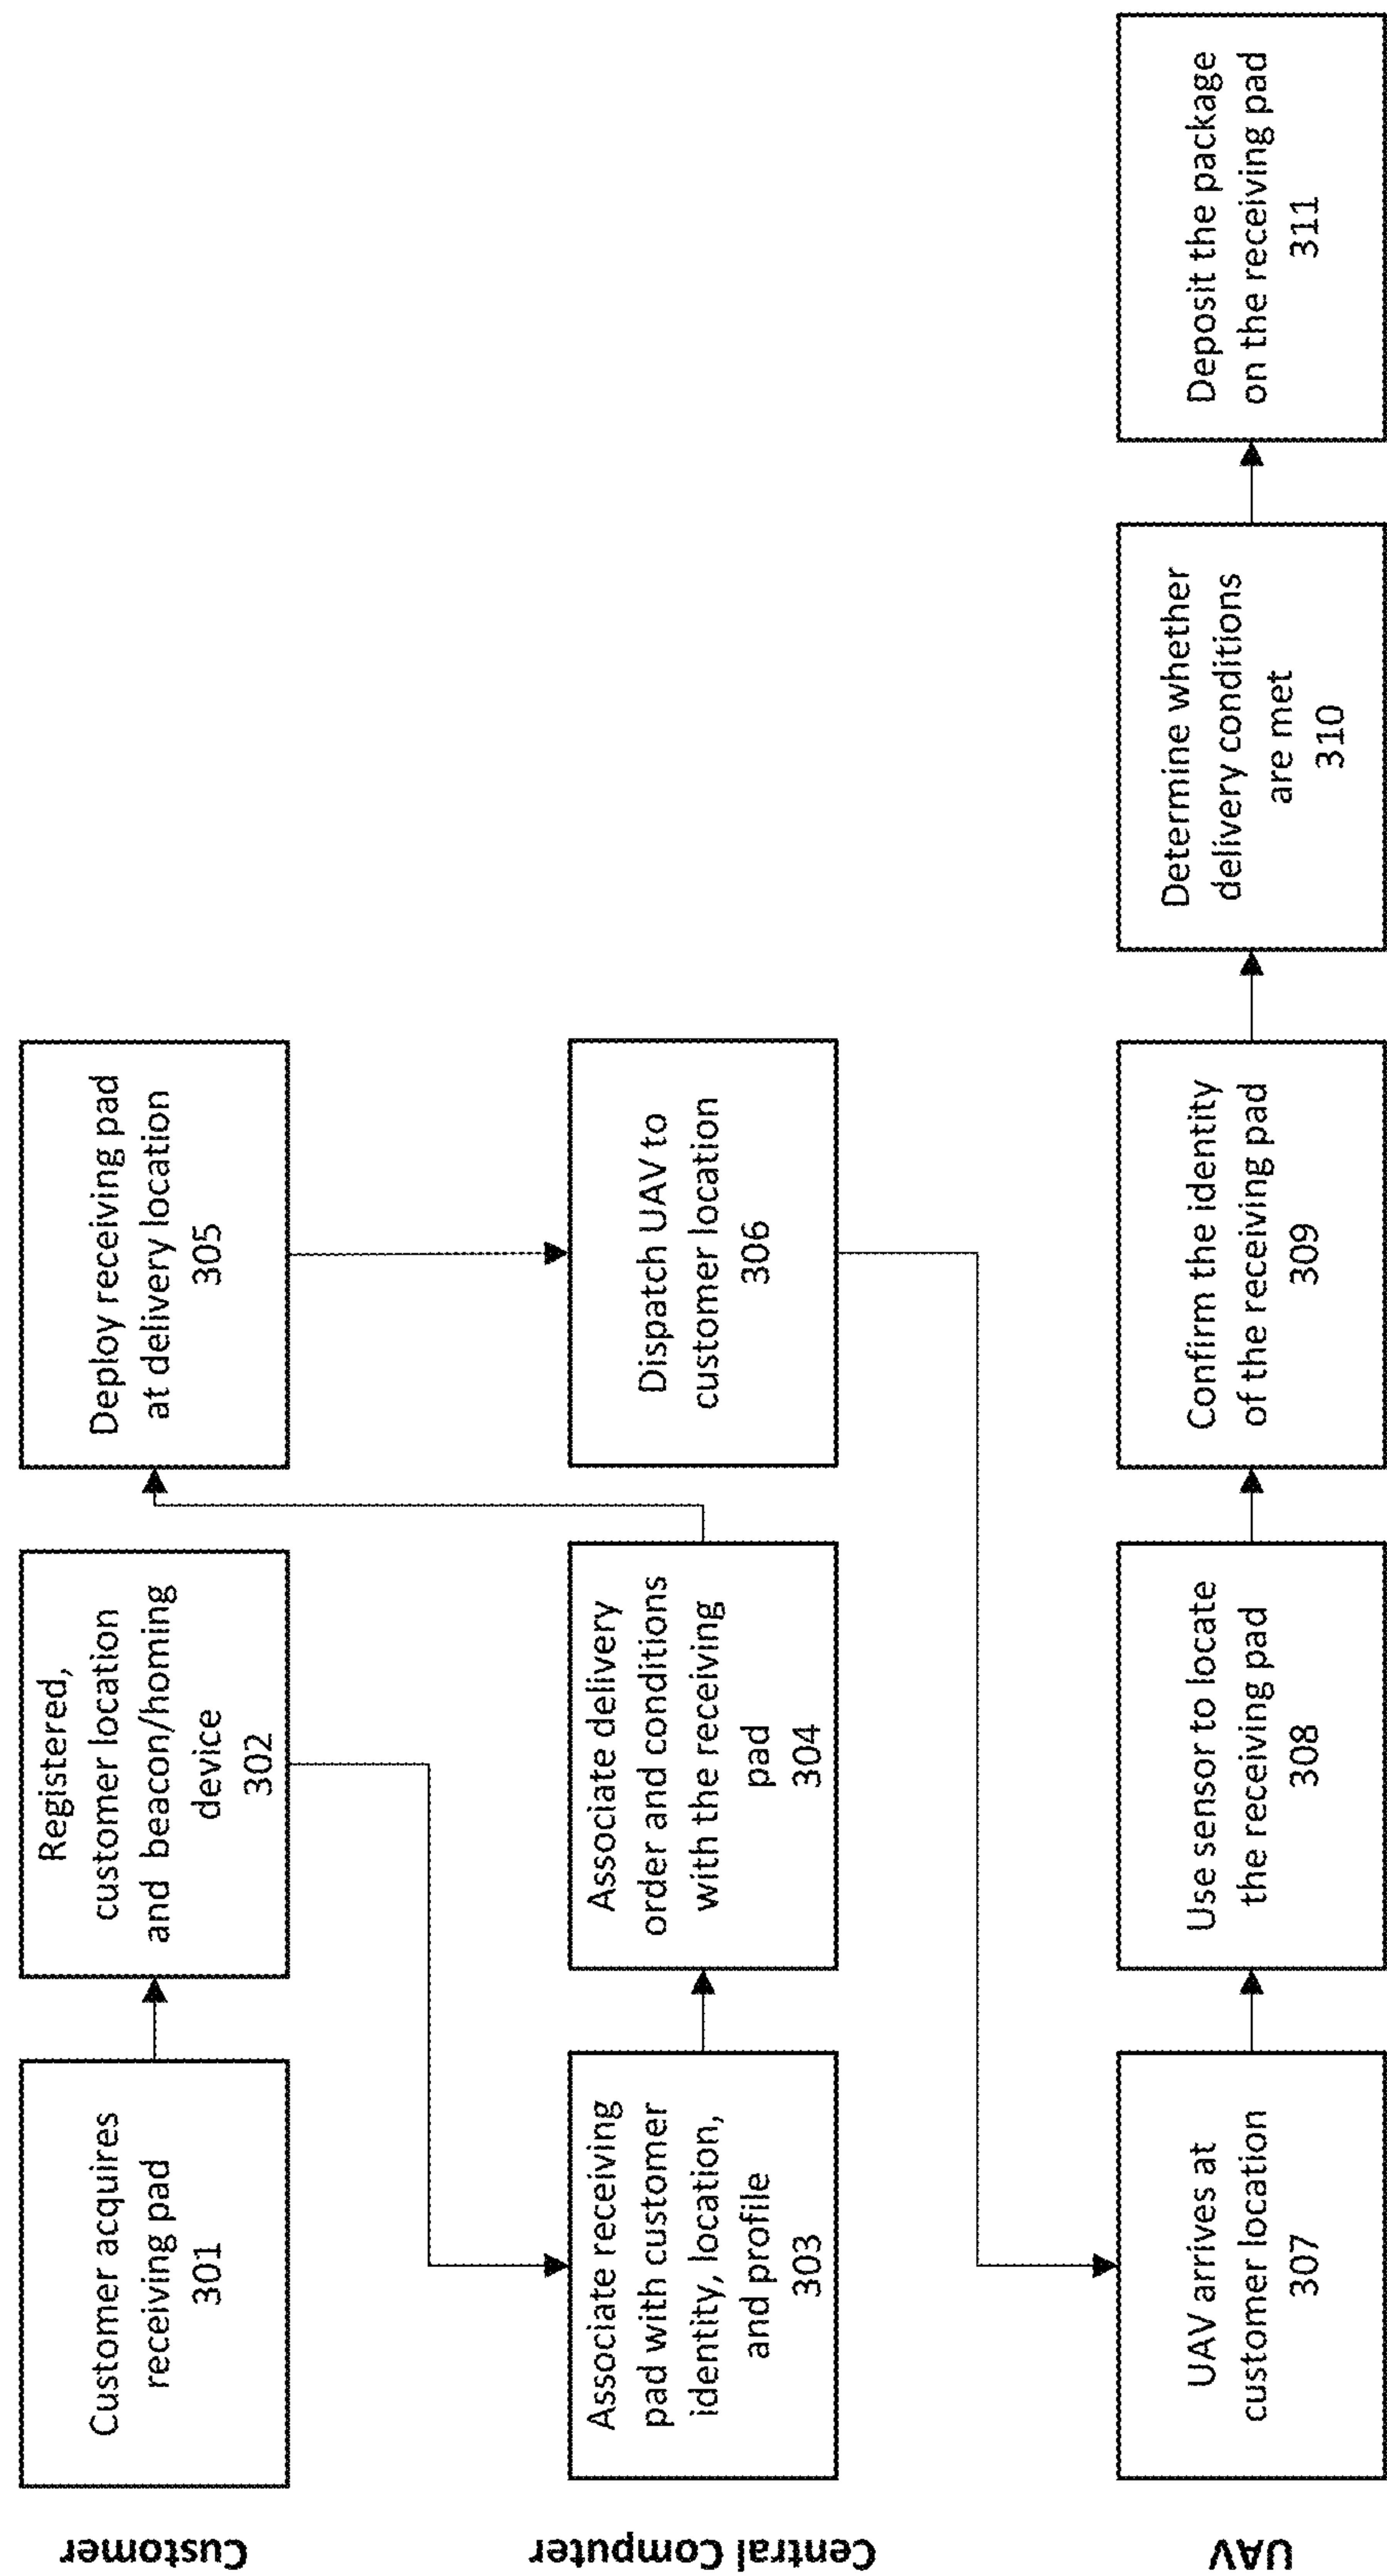 Customer
Customer acquires
receiving pad
301
Registered,
customer location
and beacon/homing
device
302
Deploy receiving pad
at delivery location
305
Central Computer
Associate receiving
pad with customer
identity, location,
and profile
303
Associate delivery
order and conditions
with the receiving
pad
304
Dispatch UAV to
customer location
306
UAV
UAV arrives at
customer location
307
Use sensor to locate
the receiving pad
308
Confirm the identity
of the receiving pad
309
Determine whether
delivery conditions
are met
310
Deposit the package
on the receiving pad
311